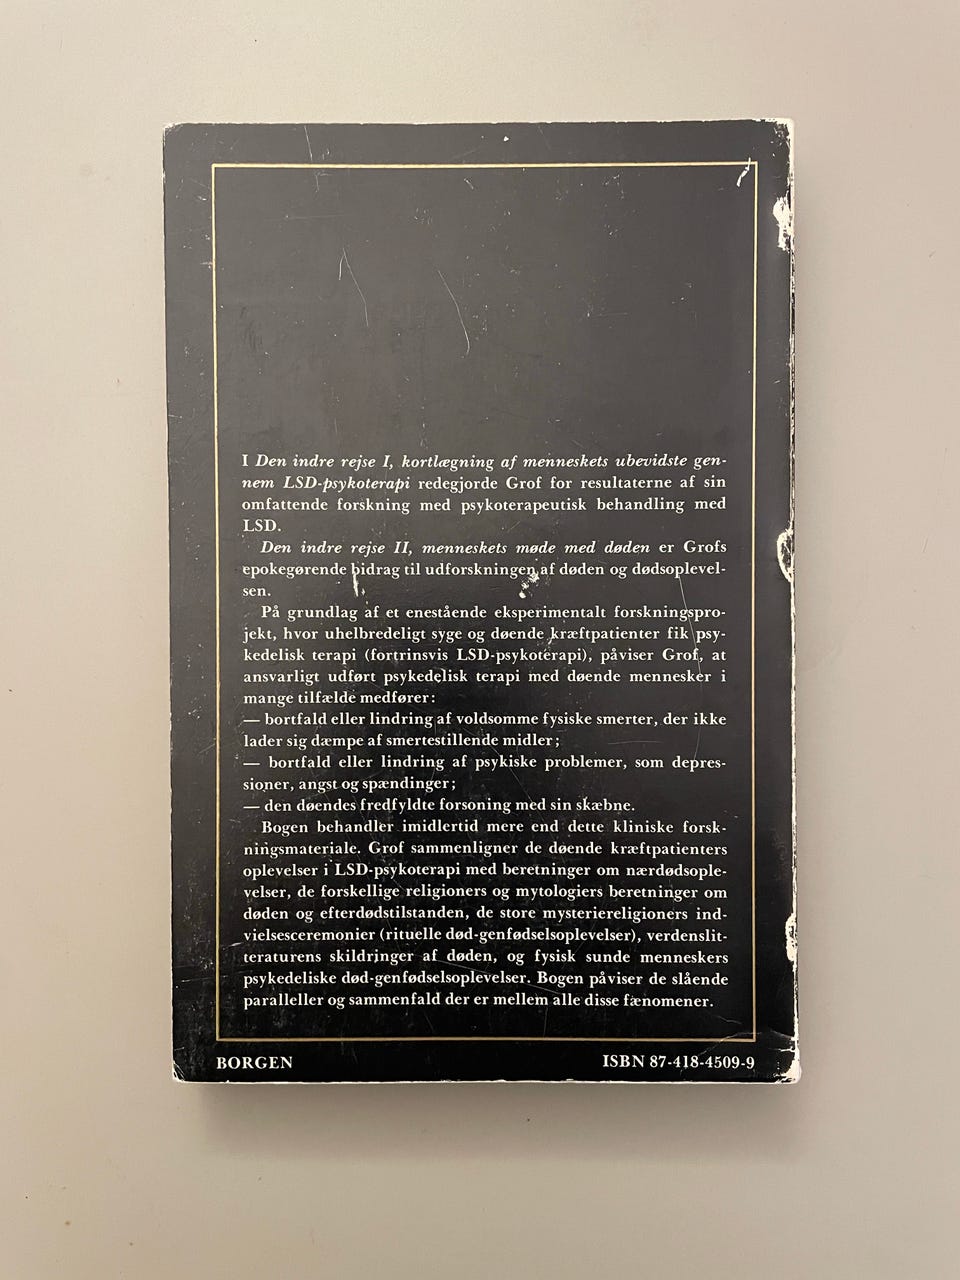 I Den indre rejse I, kortlægning af menneskets ubevidste gen-
nem LSD-psykoterapi redegjorde Grof for resultaterne af sin
omfattende forskning med psykoterapeutisk behandling med
LSD.
Den indre rejse II, menneskets møde med døden er Grofs
epokegørende bidrag til udforskningen af døden og dødsoplevel-
sen.
På grundlag af et enestående eksperimentalt forskningspro-
jekt, hvor uhelbredeligt syge og døende kræftpatienter fik psy-
kedelisk terapi (fortrinsvis LSD-psykoterapi), påviser Grof, at
ansvarligt udført psykedelisk terapi med døende mennesker i
mange tilfælde medfører:
— bortfald eller lindring af voldsomme fysiske smerter, der ikke
lader sig dæmpe af smertestillende midler;
— bortfald eller lindring af psykiske problemer, som depres-
sioner, angst og spændinger;
— den døendes fredfyldte forsoning med sin skæbne.
Bogen behandler imidlertid mere end dette kliniske forsk-
ningsmateriale. Grof sammenligner de døende kræftpatienters
oplevelser i LSD-psykoterapi med beretninger om nærdødsople-
velser, de forskellige religioners og mytologiers beretninger om
døden og efterdødstilstanden, de store mysteriereligioners ind-
vielsesceremonier (rituelle død-genfødselsoplevelser), verdenslit-
teraturens skildringer af døden, og fysisk sunde menneskers
psykedeliske død-genfødselsoplevelser. Bogen påviser de slående
paralleller og sammenfald der er mellem alle disse fænomener.
BORGEN
ISBN 87-418-4509-9